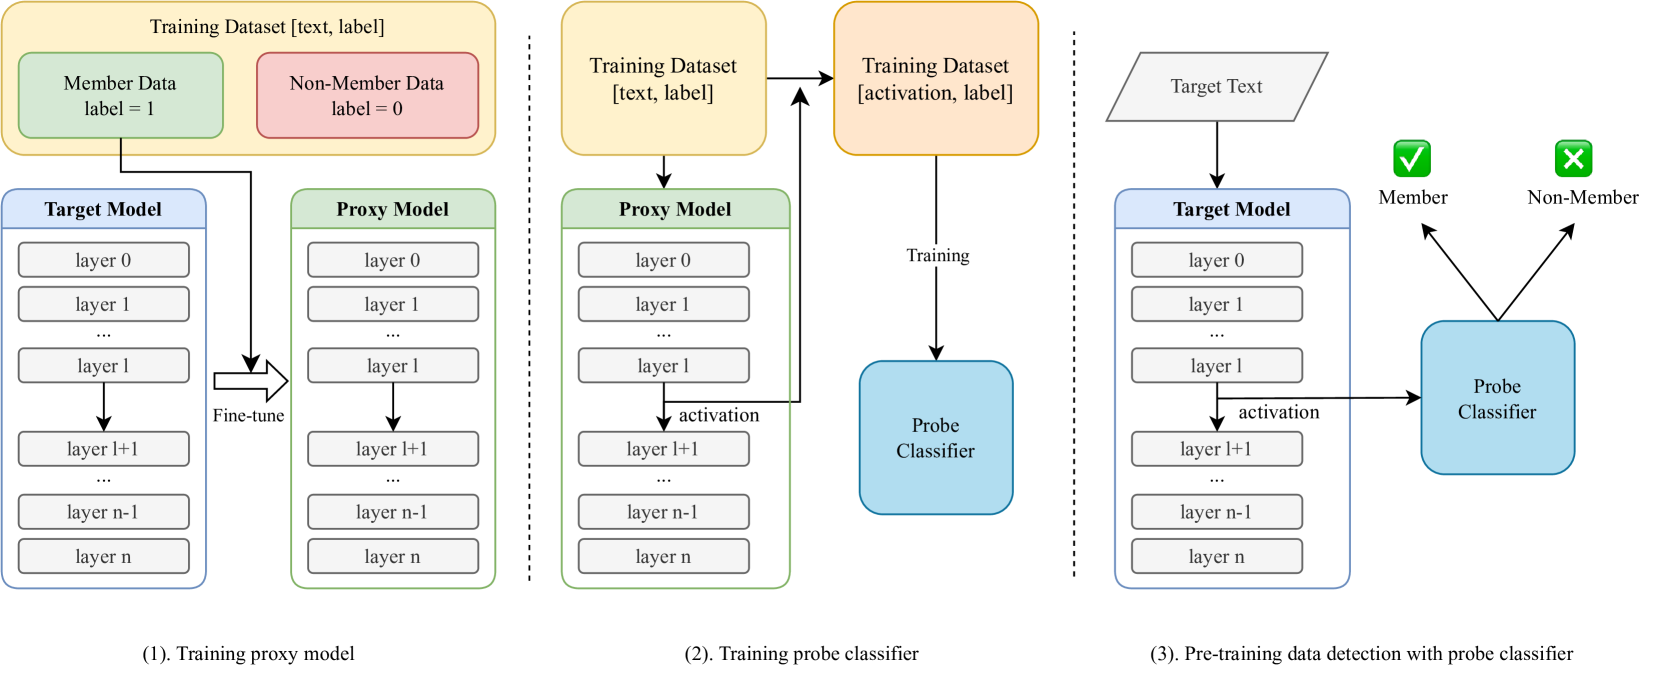 Training Dataset [text, label]
Member Data
label = 1
Non-Member Data
label = 0
Target Model
layer 0
layer 1
...
layer l
layer l+1
...
layer n-1
layer n
Fine-tune
Proxy Model
layer 0
layer 1
...
layer l
layer l+1
...
layer n-1
layer n
(1). Training proxy model
Training Dataset
[text, label]
Training Dataset
[activation, label]
Proxy Model
layer 0
layer 1
...
layer l
activation
layer l+1
...
layer n-1
layer n
Training
Probe
Classifier
(2). Training probe classifier
Target Text
Target Model
layer 0
layer 1
...
layer l
activation
layer l+1
...
layer n-1
layer n
Member
Non-Member
Probe
Classifier
(3). Pre-training data detection with probe classifier